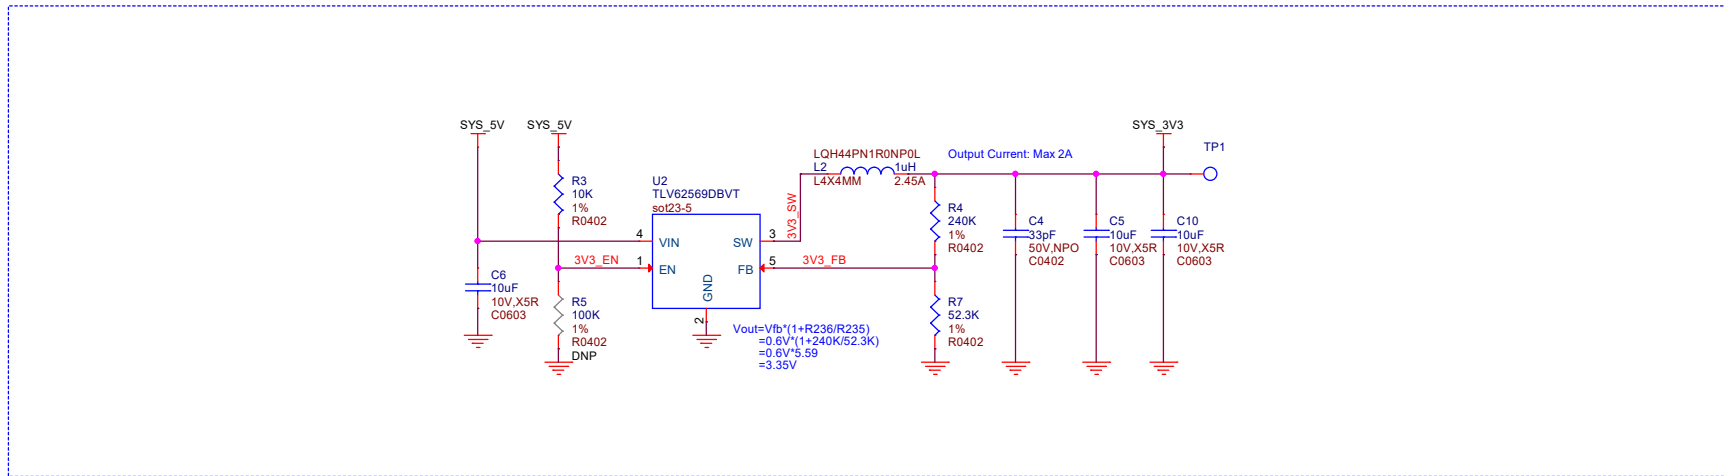 SYS_5V
SYS_5V
R3
10K
1%
R0402
3V3_EN
C6
10uF
10V,X5R
C0603
R5
100K
1%
R0402
DNP
U2
TLV62569DBVT
sot23-5
4
VIN
SW
3
1
EN
FB
5
GND
2
3V3_SW
3V3_FB
Vout=Vfb*(1+R236/R235)
=0.6V*(1+240K/52.3K)
=0.6V*5.59
=3.35V
LQH44PN1R0NP0L
L2
1uH
L4X4MM
2.45A
Output Current: Max 2A
R4
240K
1%
R0402
R7
52.3K
1%
R0402
C4
33pF
50V,NPO
C0402
C5
10uF
10V,X5R
C0603
SYS_3V3
TP1
C10
10uF
10V,X5R
C0603